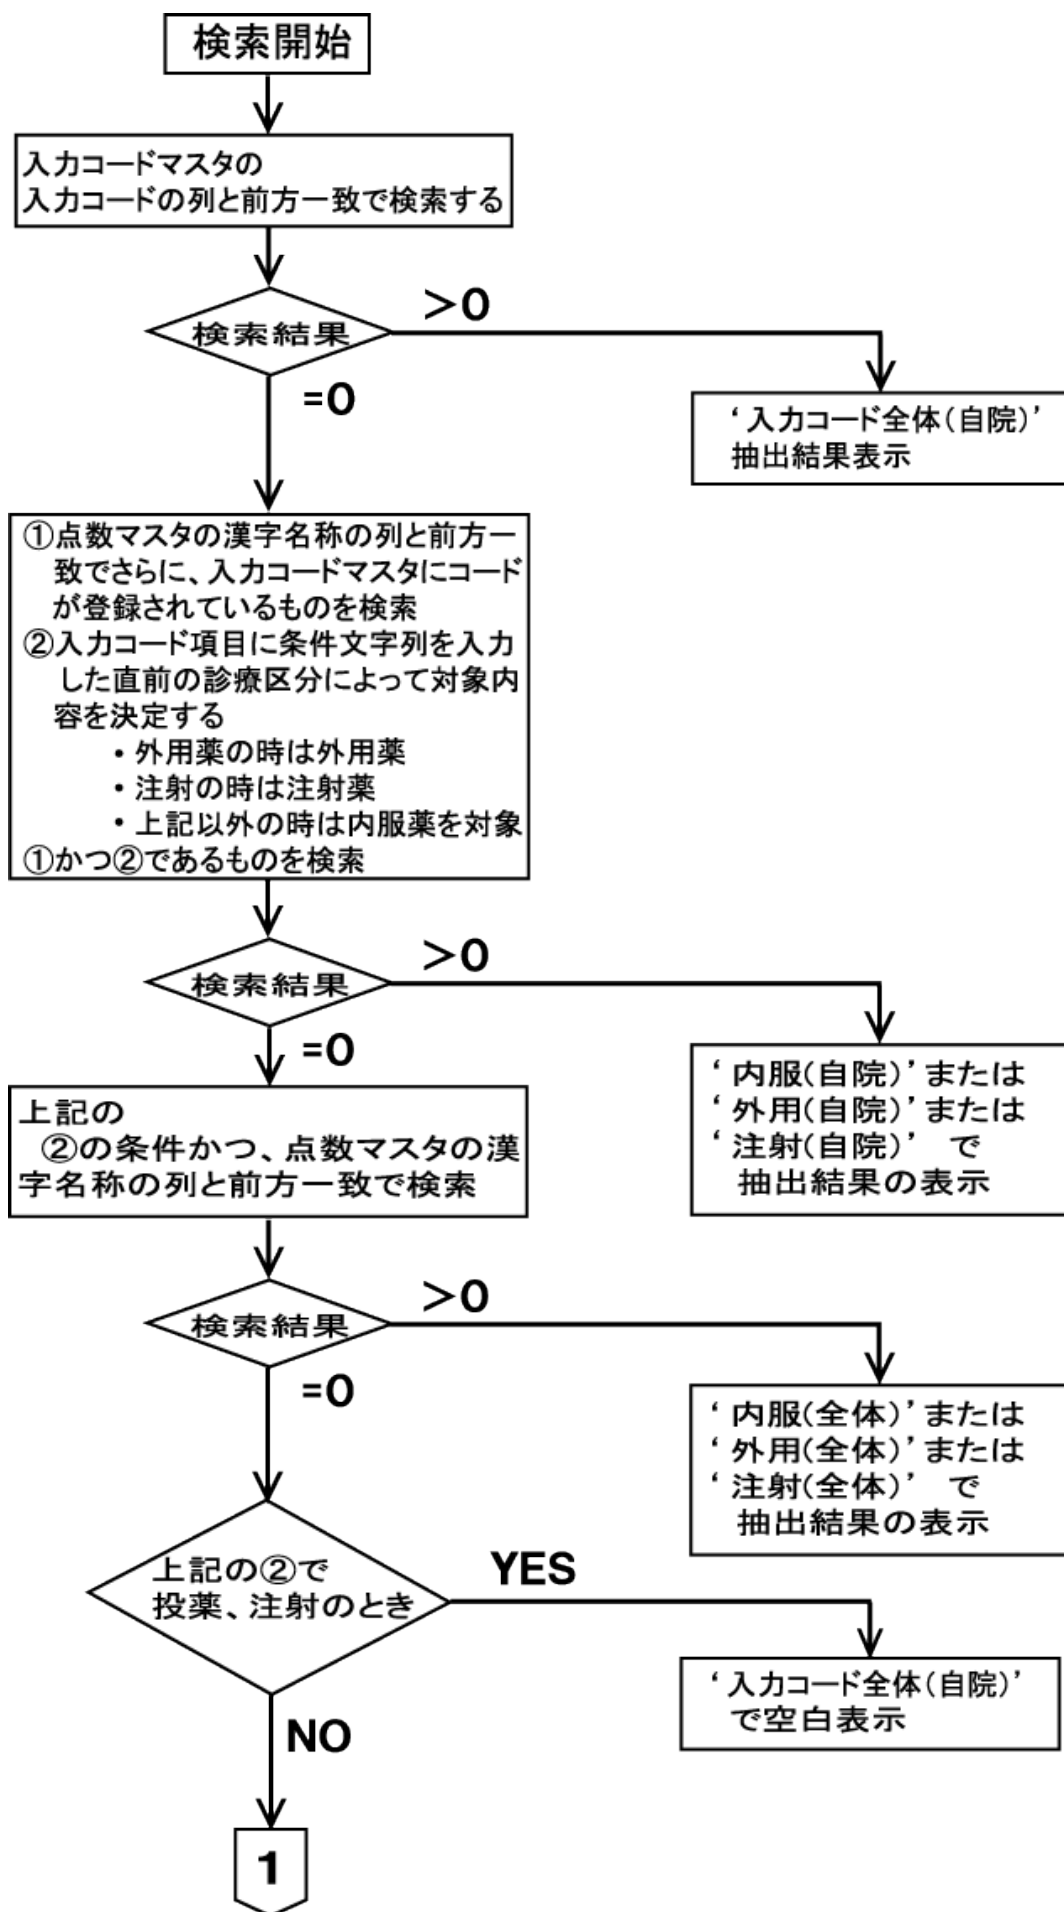 検索開始
入力コードマスタの
入力コードの列と前方一致で検索する
検索結果
>0
=0
‘入力コード全体(自院)’
抽出結果表示
①点数マスタの漢字名称の列と前方一
致でさらに、入力コードマスタにコード
が登録されているものを検索
②入力コード項目に条件文字列を入力
した直前の診療区分によって対象内
容を決定する
・外用薬の時は外用薬
・注射の時は注射薬
・上記以外の時は内服薬を対象
①かつ②であるものを検索
検索結果
>0
=0
‘内服(自院)’または
‘外用(自院)’または
‘注射(自院)’ で
抽出結果の表示
上記の
②の条件かつ、点数マスタの漢
字名称の列と前方一致で検索
検索結果
>0
=0
‘内服(全体)’または
‘外用(全体)’または
‘注射(全体)’ で
抽出結果の表示
上記の②で
投薬、注射のとき
YES
‘入力コード全体(自院)’
で空白表示
NO
1